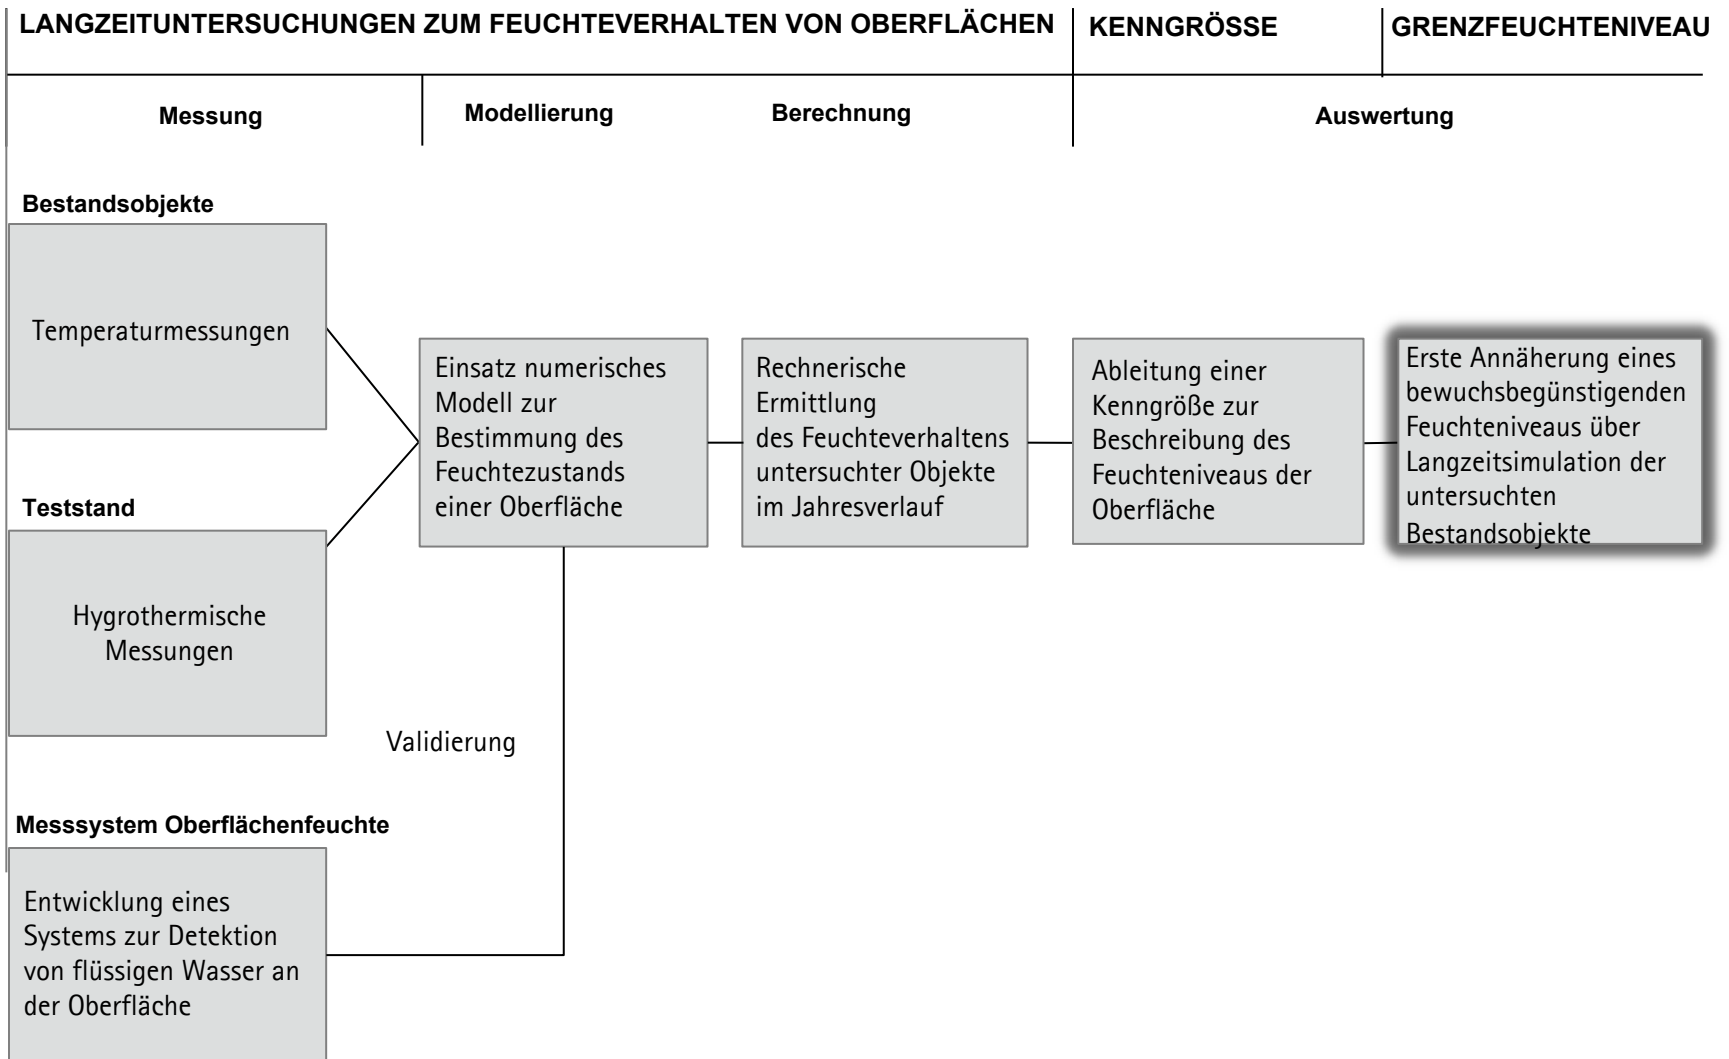 LANGZEITUNTERSUCHUNGEN ZUM FEUCHTEVERHALTEN VON OBERFLÄCHEN
KENNGRÖSSE
GRENZFEUCHTENIVEAU
Messung
Modellierung
Berechnung
Auswertung
Bestandsobjekte
Temperaturmessungen
Teststand
Hygrothermische
Messungen
Einsatz numerisches
Modell zur
Bestimmung des
Feuchtezustands
einer Oberfläche
Rechnerische
Ermittlung
des Feuchteverhaltens
untersuchter Objekte
im Jahresverlauf
Ableitung einer
Kenngröße zur
Beschreibung des
Feuchteniveaus der
Oberfläche
Erste Annäherung eines
bewuchsbegünstigenden
Feuchteniveaus über
Langzeitsimulation der
untersuchten
Bestandsobjekte
Validierung
Messsystem Oberflächenfeuchte
Entwicklung eines
Systems zur Detektion
von flüssigen Wasser an
der Oberfläche